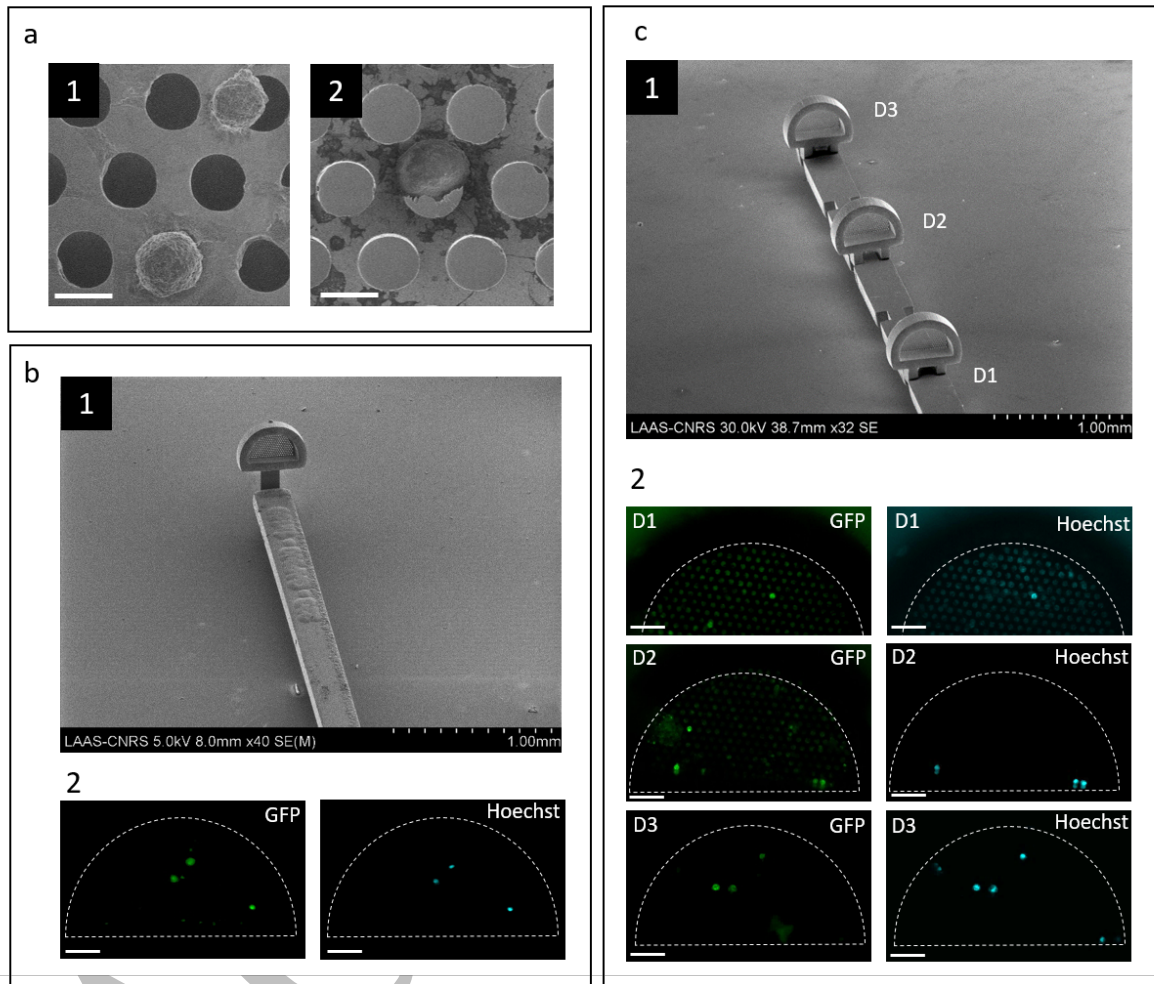 a
1
2
b
1
LAAS-CNRS 5.0kV 8.0mm x40 SE(M)
1.00mm
2
GFP
Hoechst
c
1
D3
D2
D1
LAAS-CNRS 30.0kV 38.7mm x32 SE
1.00mm
2
D1
GFP
D1
Hoechst
D2
GFP
D2
Hoechst
D3
GFP
D3
Hoechst